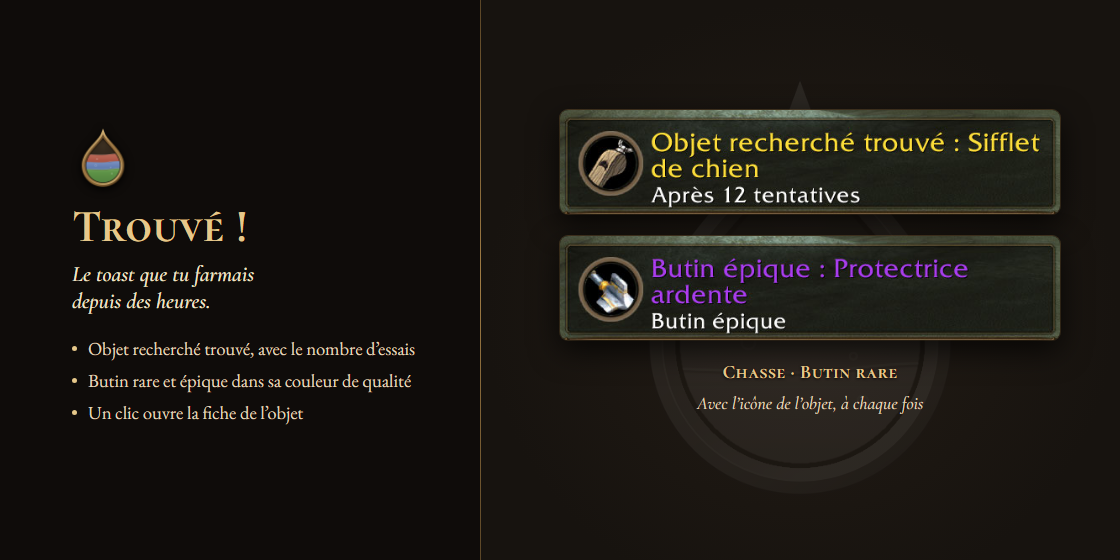 Trouvé !
Le toast que tu farmais
depuis des heures.
• Objet recherché trouvé, avec le nombre d’essais
• Butin rare et épique dans sa couleur de qualité
• Un clic ouvre la fiche de l’objet
Objet recherché trouvé : Sifflet
de chien
Après 12 tentatives
Butin épique : Protectrice
ardente
Butin épique
Chasse · Butin rare
Avec l’icône de l’objet, à chaque fois